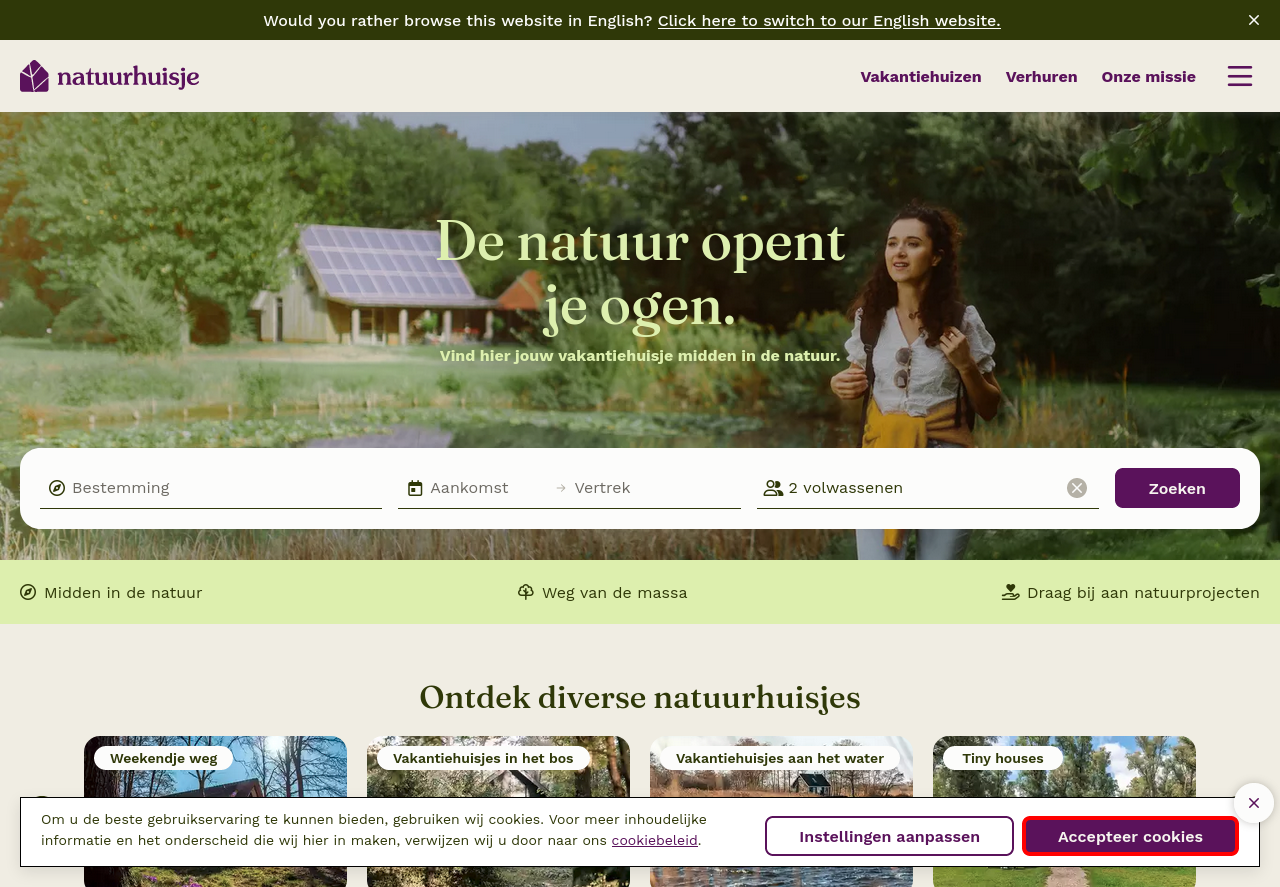 Would you rather browse this website in English? Click here to switch to our English website.
natuurhuisje
Vakantiehuizen
Verhuren
Onze missie
De natuur opent
je ogen.
Vind hier jouw vakantiehuisje midden in de natuur.
Bestemming
Aankomst
Vertrek
2 volwassenen
Zoeken
Midden in de natuur
Weg van de massa
Draag bij aan natuurprojecten
Ontdek diverse natuurhuisjes
Weekendje weg
Vakantiehuisjes in het bos
Vakantiehuisjes aan het water
Tiny houses
Om u de beste gebruikservaring te kunnen bieden, gebruiken wij cookies. Voor meer inhoudelijke
informatie en het onderscheid die wij hier in maken, verwijzen wij u door naar ons cookiebeleid.
Instellingen aanpassen
Accepteer cookies